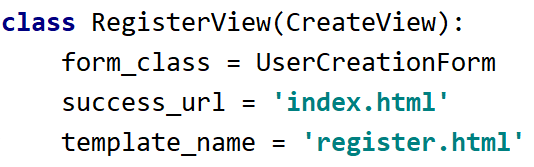 class RegisterView(CreateView):
    form_class = UserCreationForm
    success_url = 'index.html'
    template_name = 'register.html'